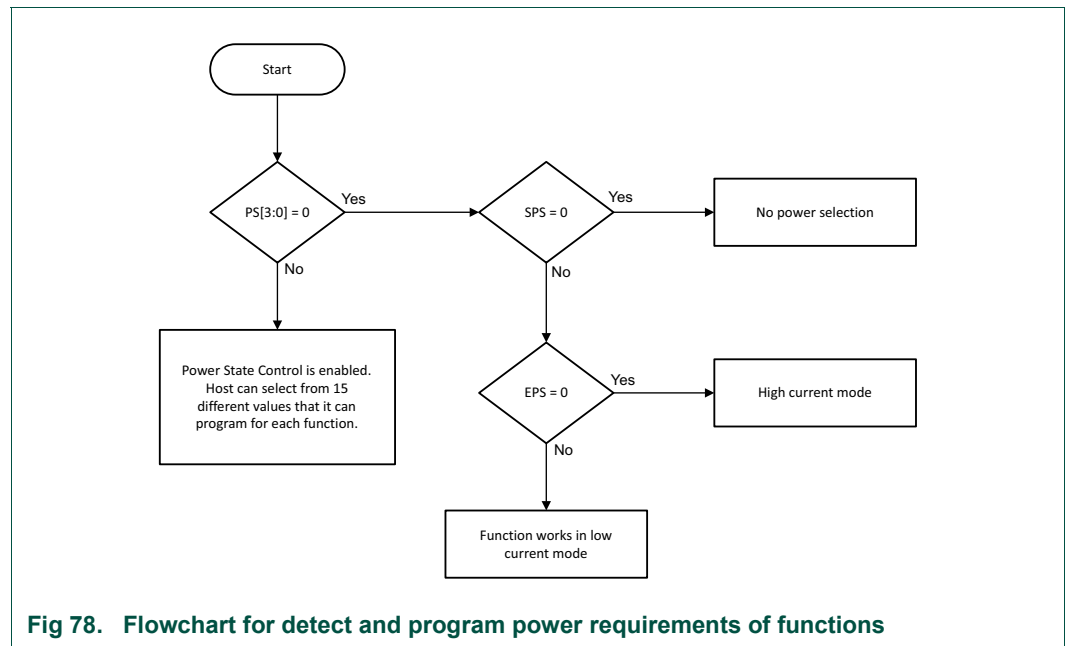 Start
PS[3:0] = 0
Yes
SPS = 0
Yes
No power selection
No
No
Power State Control is enabled.
Host can select from 15
different values that it can
program for each function.
EPS = 0
Yes
High current mode
No
Function works in low
current mode
Fig 78. Flowchart for detect and program power requirements of functions